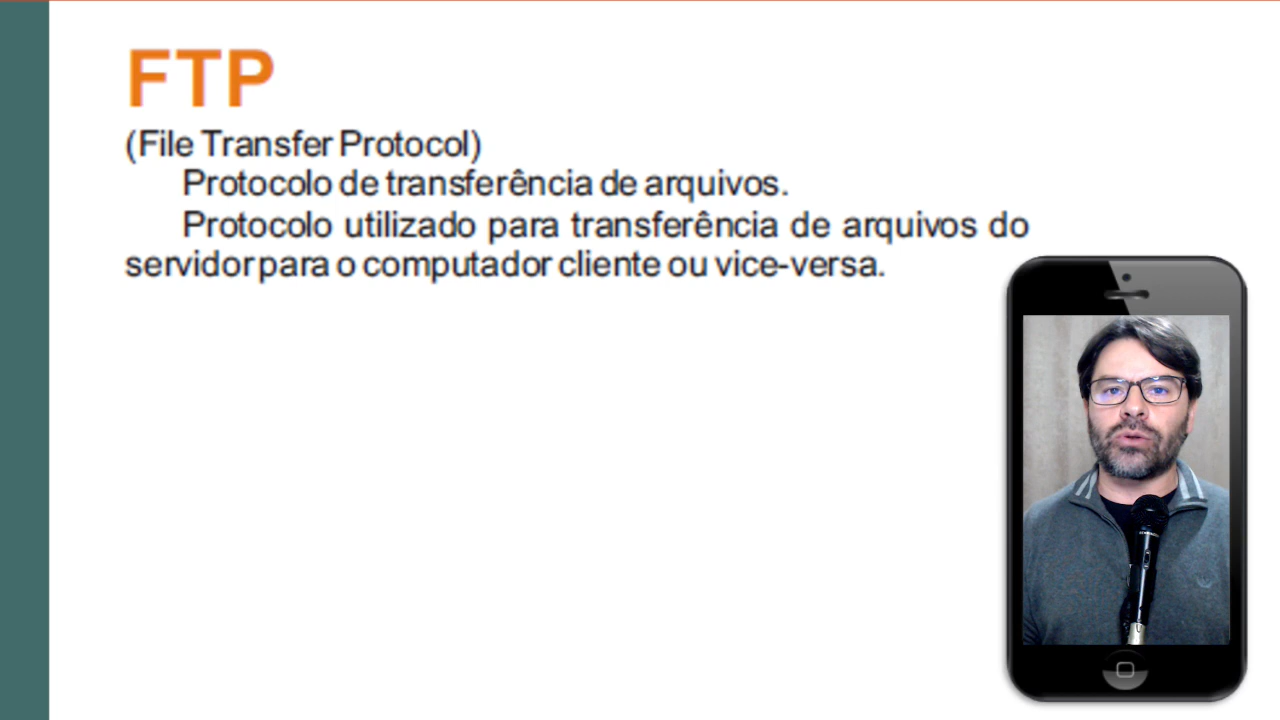 FTP
(File Transfer Protocol)
Protocolo de transferência de arquivos.
Protocolo utilizado para transferência de arquivos do
servidor para o computador cliente ou vice-versa.